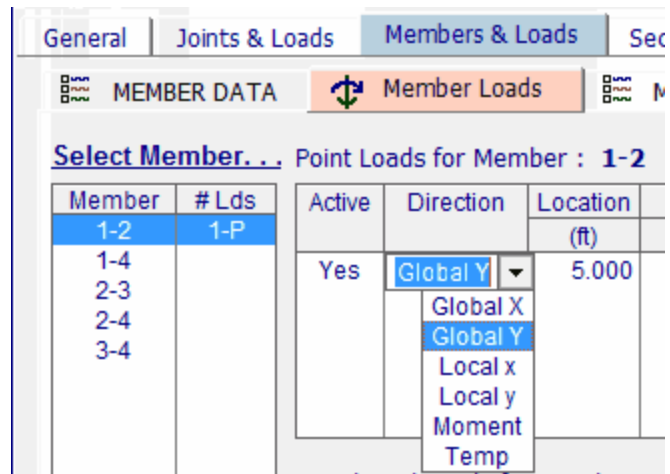 General Joints & Loads Members & Loads Sec
MEMBER DATA Member Loads M
Select Member. . . Point Loads for Member : 1-2
Member # Lds Active Direction Location
1-2 1-P (ft)
1-4 Yes Global Y 5.000
2-3 Global X
2-4 Global Y
3-4 Local x
Local y
Moment
Temp